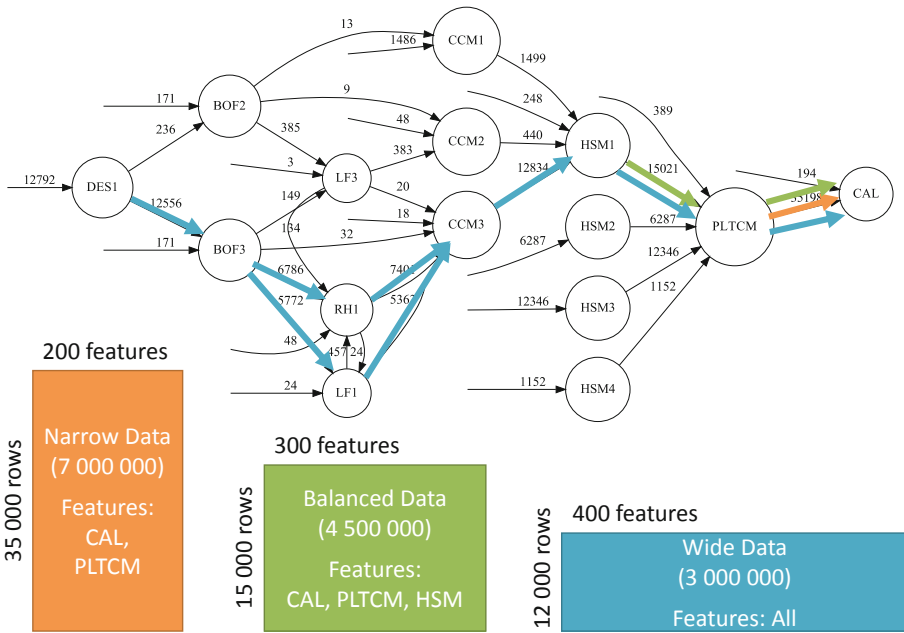 13
1486
CCM1
1499
171
BOF2
9
248
389
236
385
48
CCM2
440
HSM1
383
3
12792
DES1
LF3
12834
15021
194
12556
149
20
CAL
134
18
CCM3
HSM2
6287
PLTCM
171
BOF3
32
6786
6287
12346
5772
RH1
12346
HSM3
1152
48
457
24
24
LF1
1152
HSM4
200 features
35 000 rows
Narrow Data
(7 000 000)
Features:
CAL,
PLTCM
300 features
15 000 rows
Balanced Data
(4 500 000)
Features:
CAL, PLTCM, HSM
400 features
12 000 rows
Wide Data
(3 000 000)
Features: All